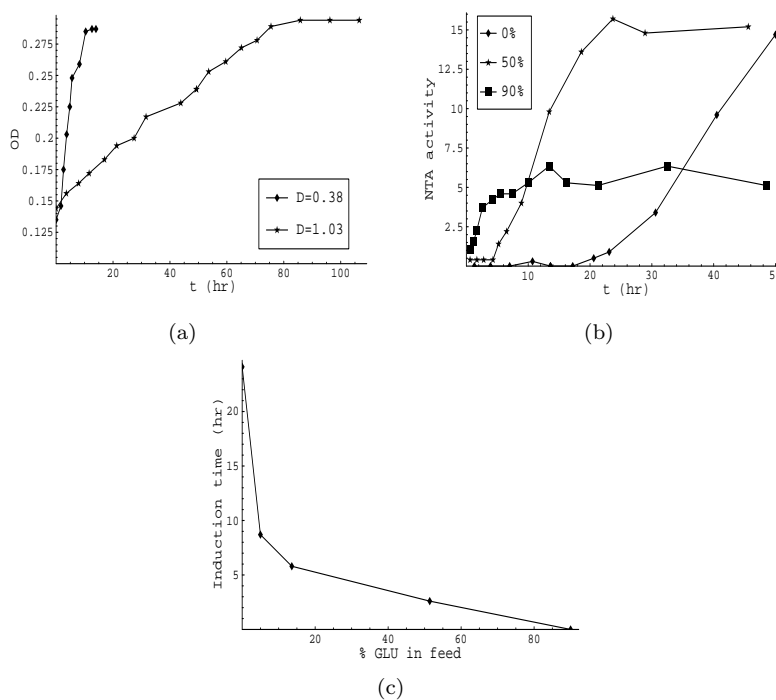 0.275
0.25
0.225
0.2
0.175
0.15
0.125
OD
D=0.38
D=1.03
20 40 60 80 100
t (hr)
(a)
15
12.5
10
7.5
5
2.5
NTA activity
0%
50%
90%
10 20 30 40 50
t (hr)
(b)
20
15
10
5
Induction time (hr)
20 40 60 80
% GLU in feed
(c)